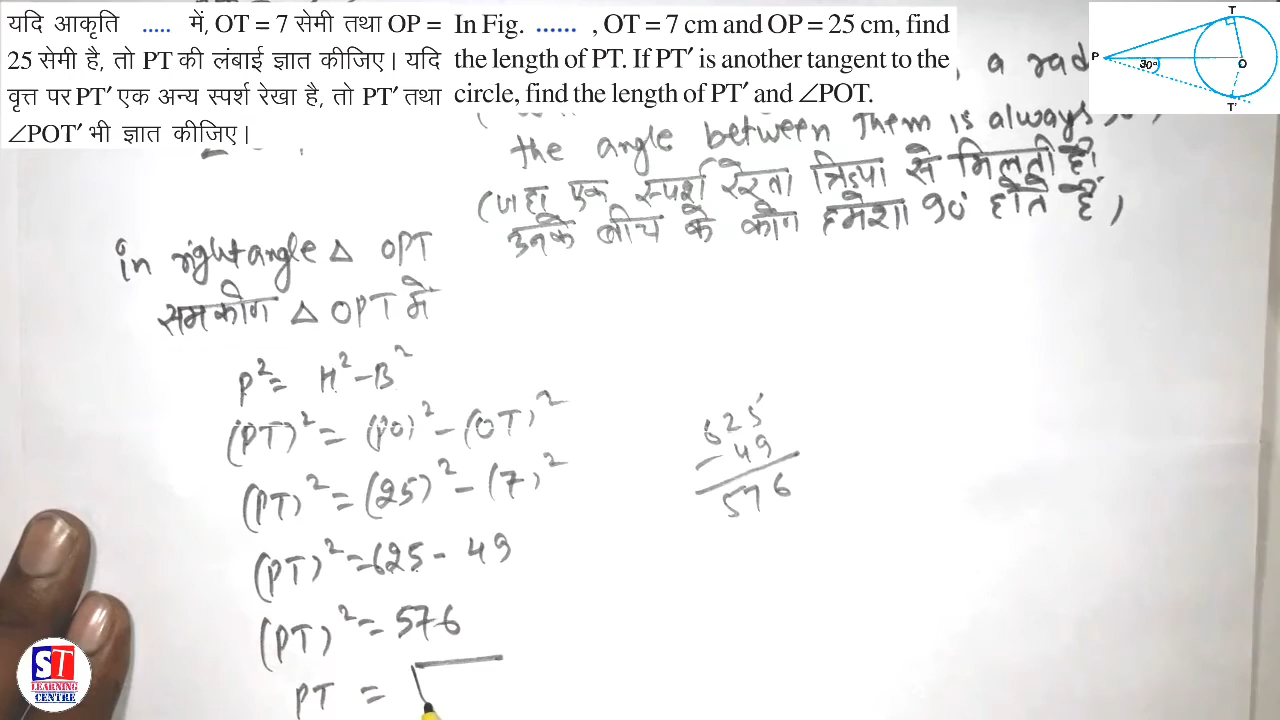 यदि आकृति ..... में, OT = 7 सेमी तथा OP =
25 सेमी है, तो PT की लंबाई ज्ञात कीजिए। यदि
वृत्त पर PT′ एक अन्य स्पर्श रेखा है, तो PT′ तथा
∠POT′ भी ज्ञात कीजिए।
In Fig. ...... , OT = 7 cm and OP = 25 cm, find
the length of PT. If PT′ is another tangent to the
circle, find the length of PT′ and ∠POT.
T
P
30°
O
T'
, a rad
the angle between Them is always
(जहा एक स्पर्श रेखा त्रिज्या से मिलती है।
उनके बीच के कोण हमेशा 90° होते हैं,)
in right angle △ OPT
समकोण △ OPT में
P² = H² - B²
(PT)² = (PO)² - (OT)²
(PT)² = (25)² - (7)²
(PT)² = 625 - 49
(PT)² = 576
PT = √
625
- 49
576
ST
LEARNING
CENTRE